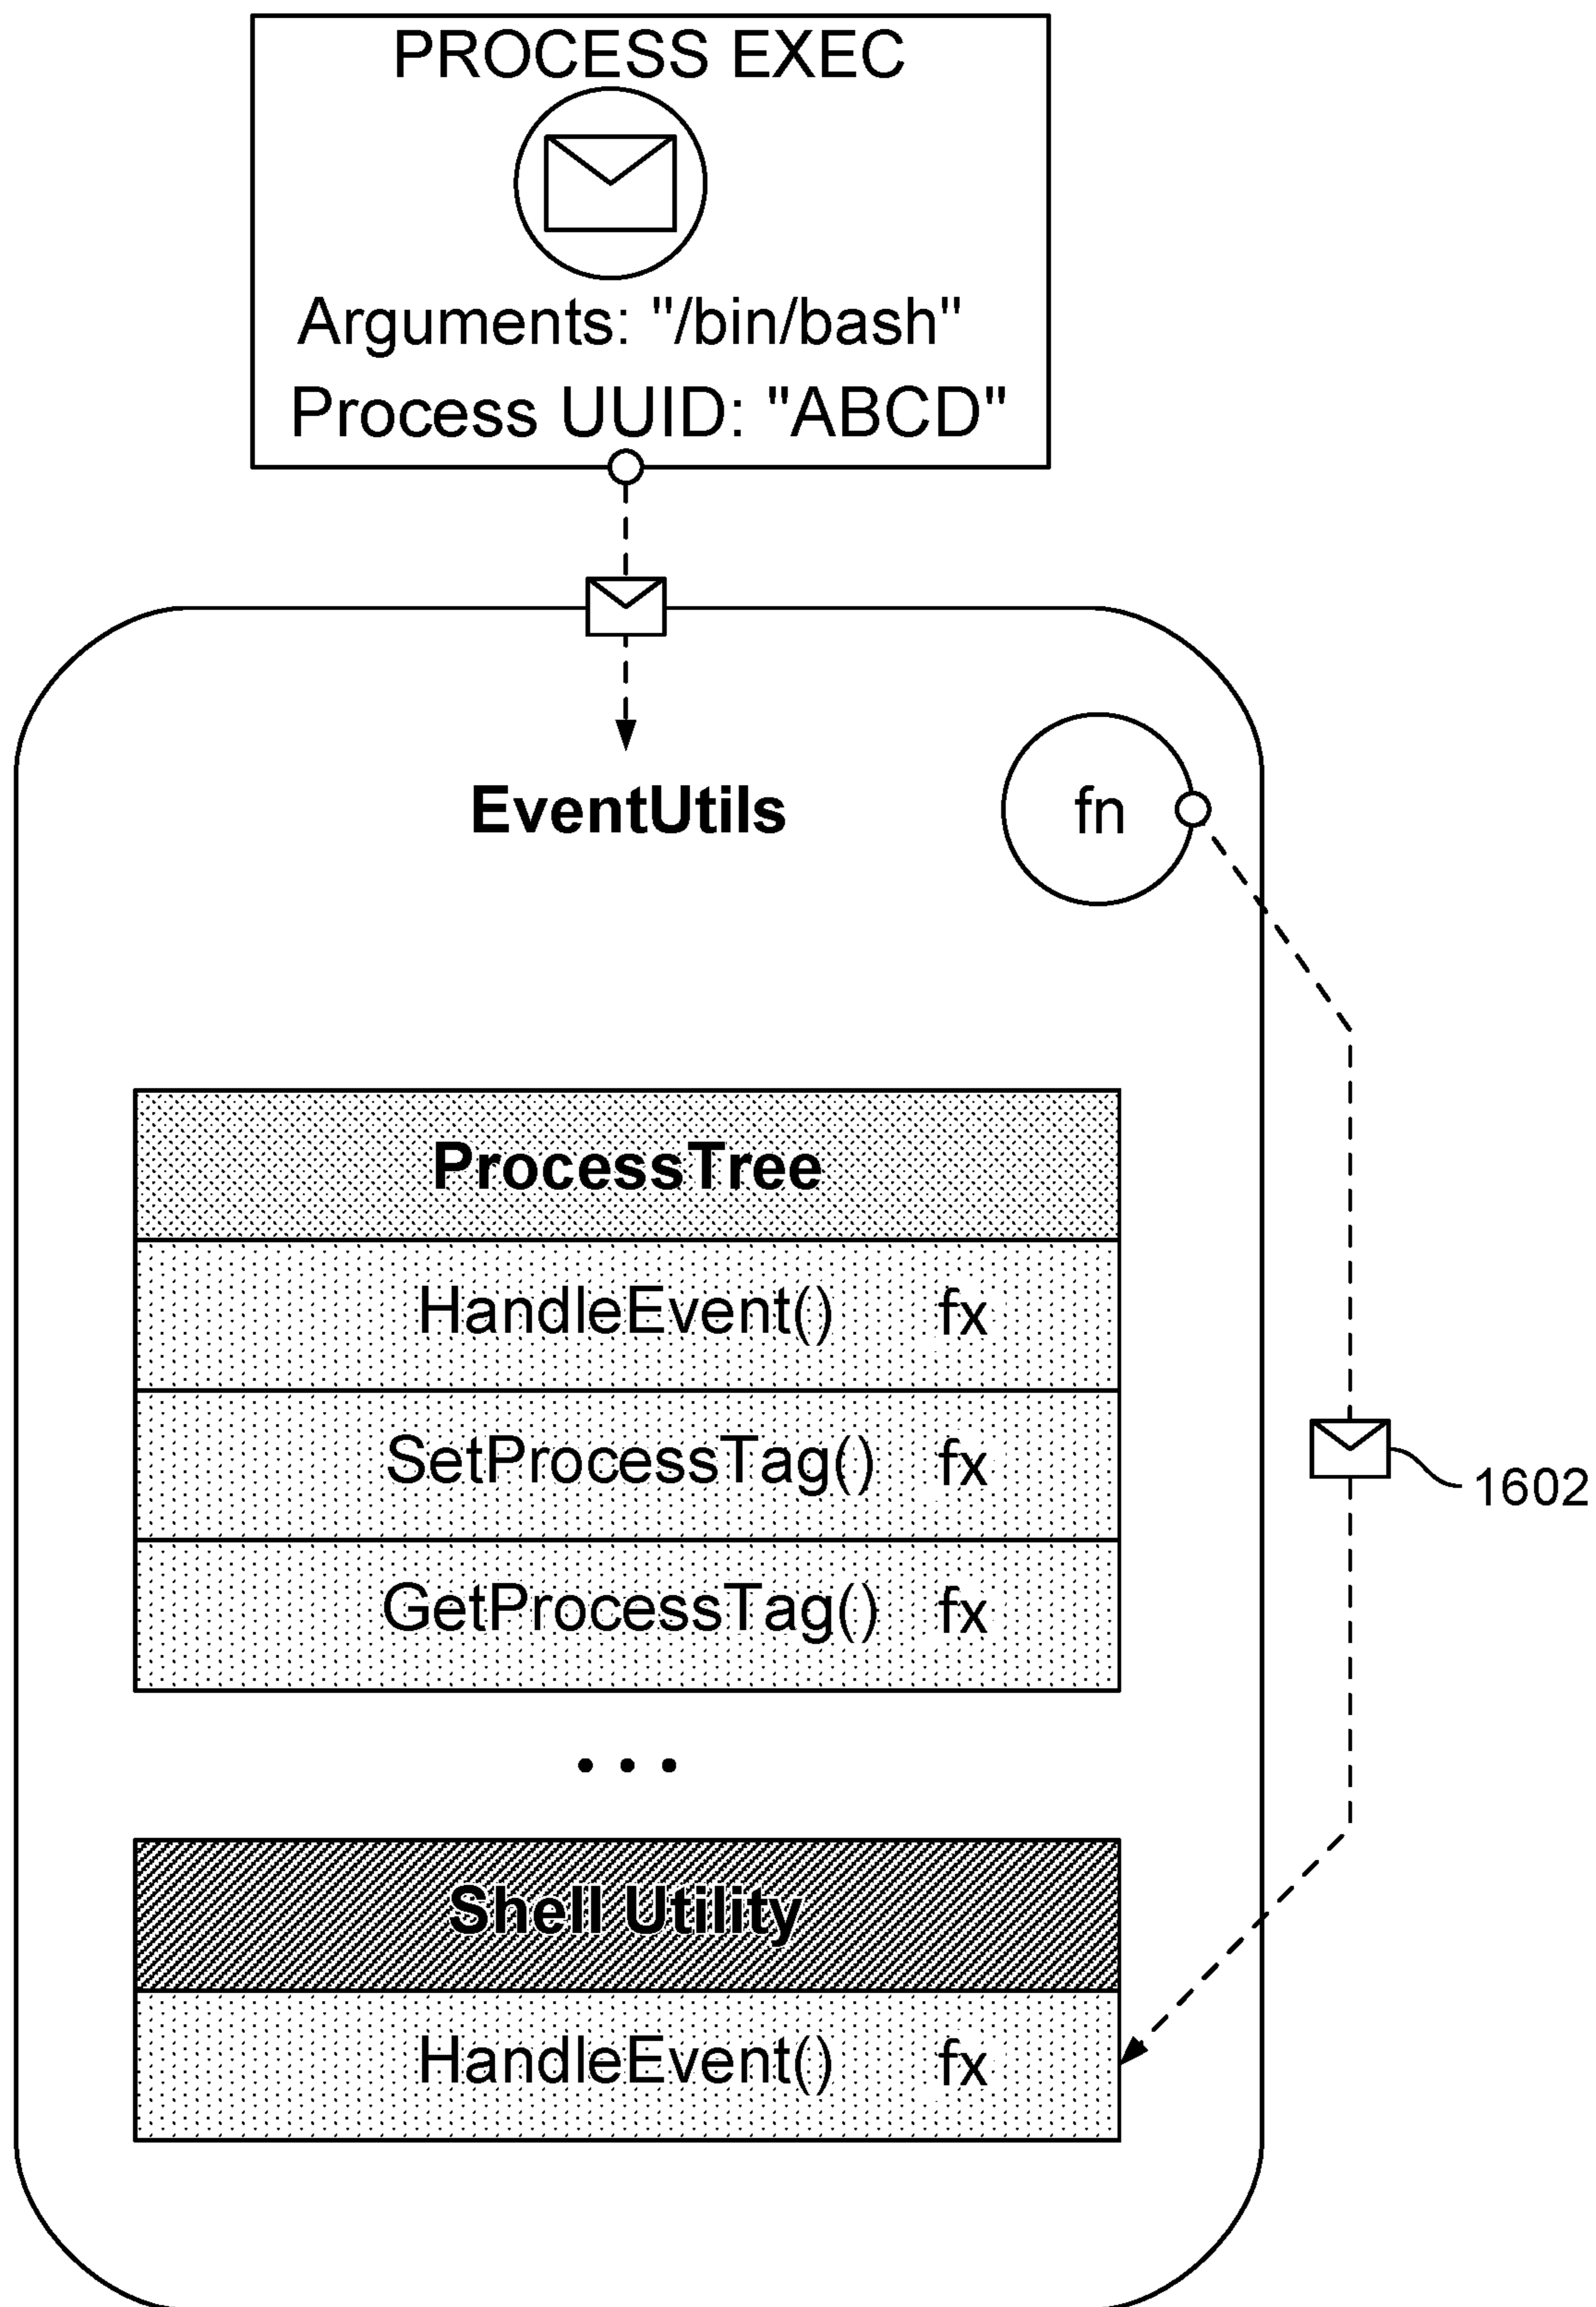 PROCESS EXEC
Arguments: "/bin/bash"
Process UUID: "ABCD"
EventUtils
fn
ProcessTree
HandleEvent() fx
SetProcessTag() fx
GetProcessTag() fx
...
1602
Shell Utility
HandleEvent() fx